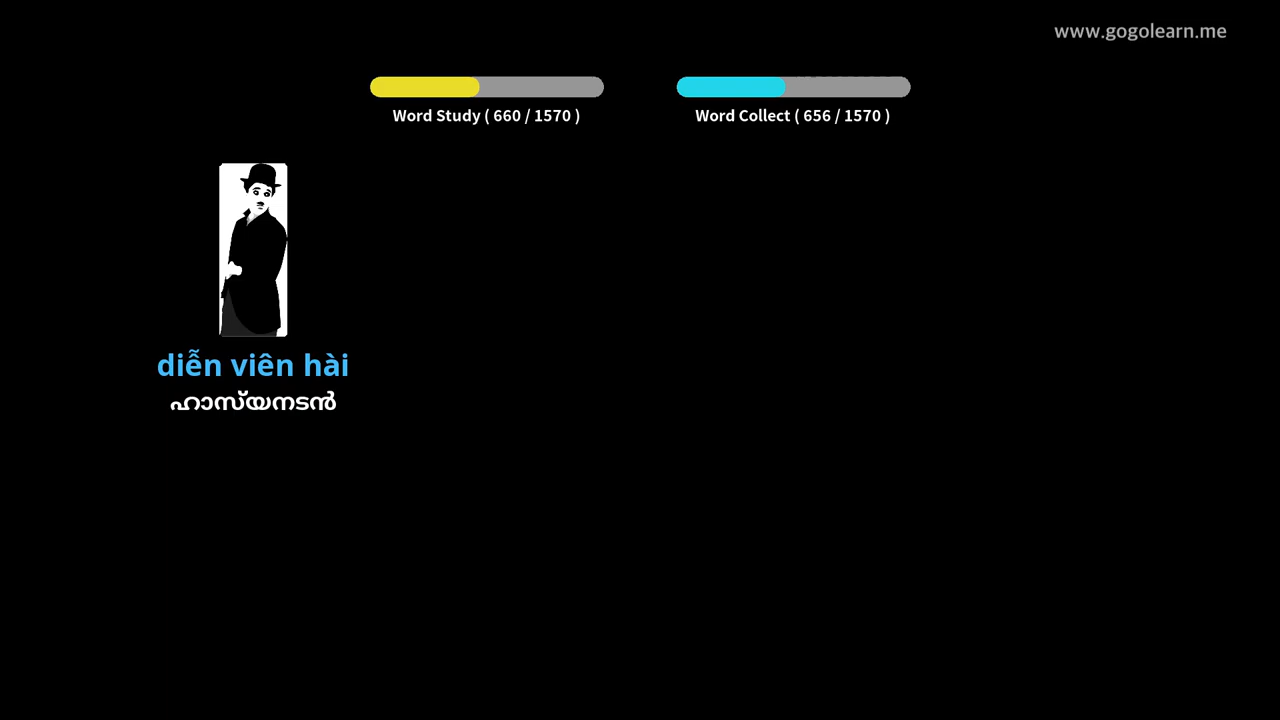 www.gogolearn.me
Word Study ( 660 / 1570 )
Word Collect ( 656 / 1570 )
diễn viên hài
ഹാസ്യനടൻ